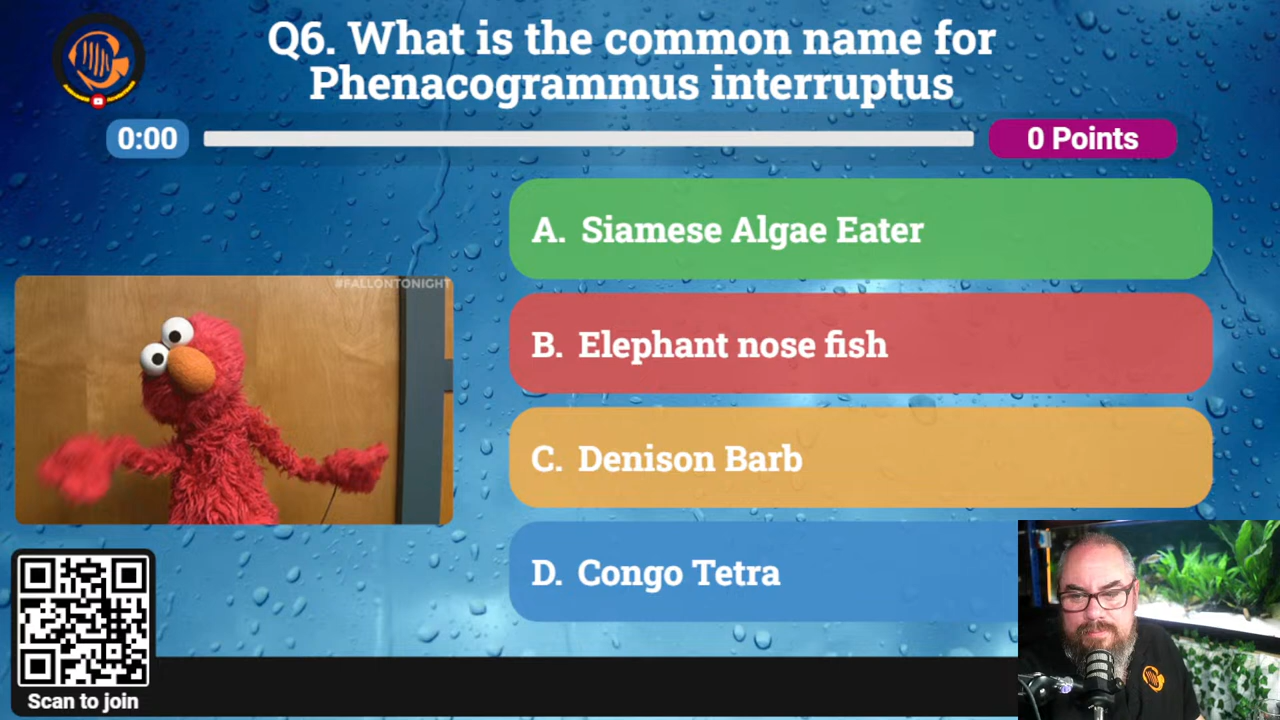 Q6. What is the common name for
Phenacogrammus interruptus
0:00
0 Points
A. Siamese Algae Eater
#FALLONTONIGHT
B. Elephant nose fish
C. Denison Barb
D. Congo Tetra
Scan to join